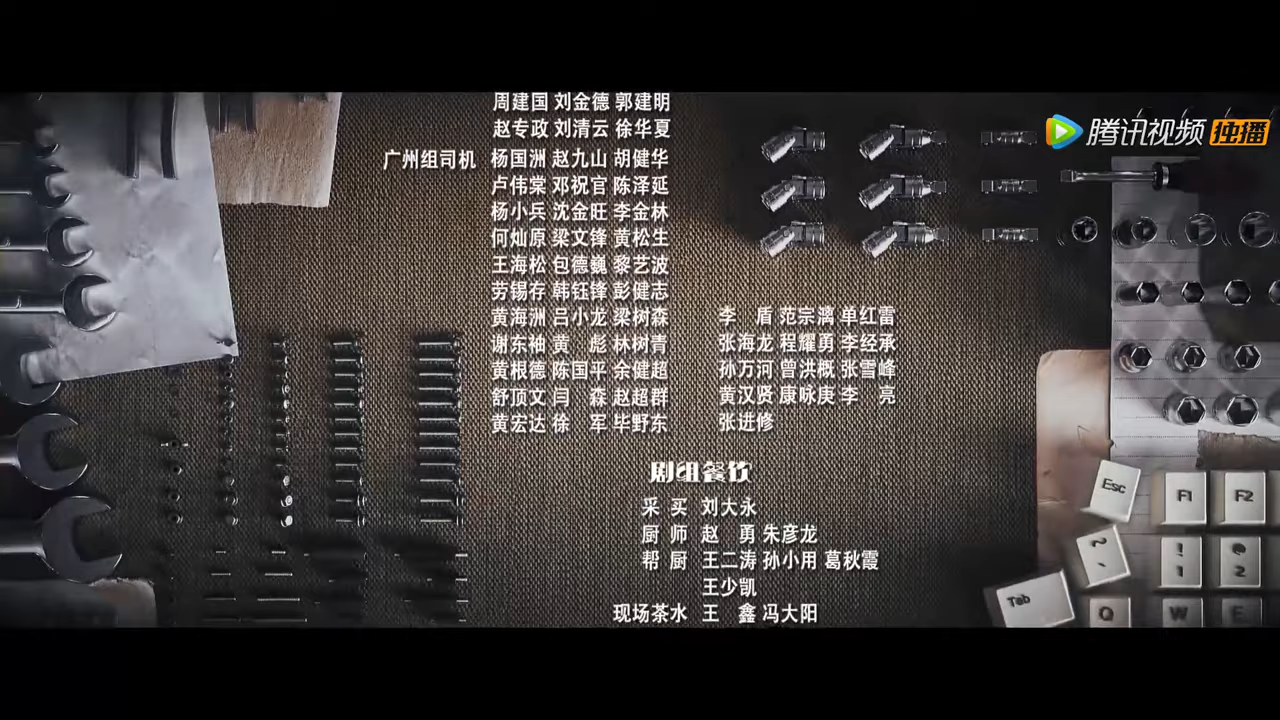 周建国 刘金德 郭建明
赵专政 刘清云 徐华夏
腾讯视频 独播
广州组司机 杨国洲 赵九山 胡健华
卢伟棠 邓祝官 陈泽延
杨小兵 沈金旺 李金林
何灿原 梁文锋 黄松生
王海松 包德巍 黎艺波
劳锡存 韩钰锋 彭健志
黄海洲 吕小龙 梁树森 李 盾 范宗漓 单红雷
谢东袖 黄 彪 林树青 张海龙 程耀勇 李经承
黄根德 陈国平 余健超 孙万河 曾洪概 张雪峰
舒顶文 闫 森 赵超群 黄汉贤 康咏庚 李 亮
黄宏达 徐 军 毕野东 张进修
剧组餐饮
采 买 刘大永
厨 师 赵 勇 朱彦龙
帮 厨 王二涛 孙小用 葛秋霞
王少凯
现场茶水 王 鑫 冯大阳
Esc F1 F2
~ ` ! 1 @ 2
Tab Q W E